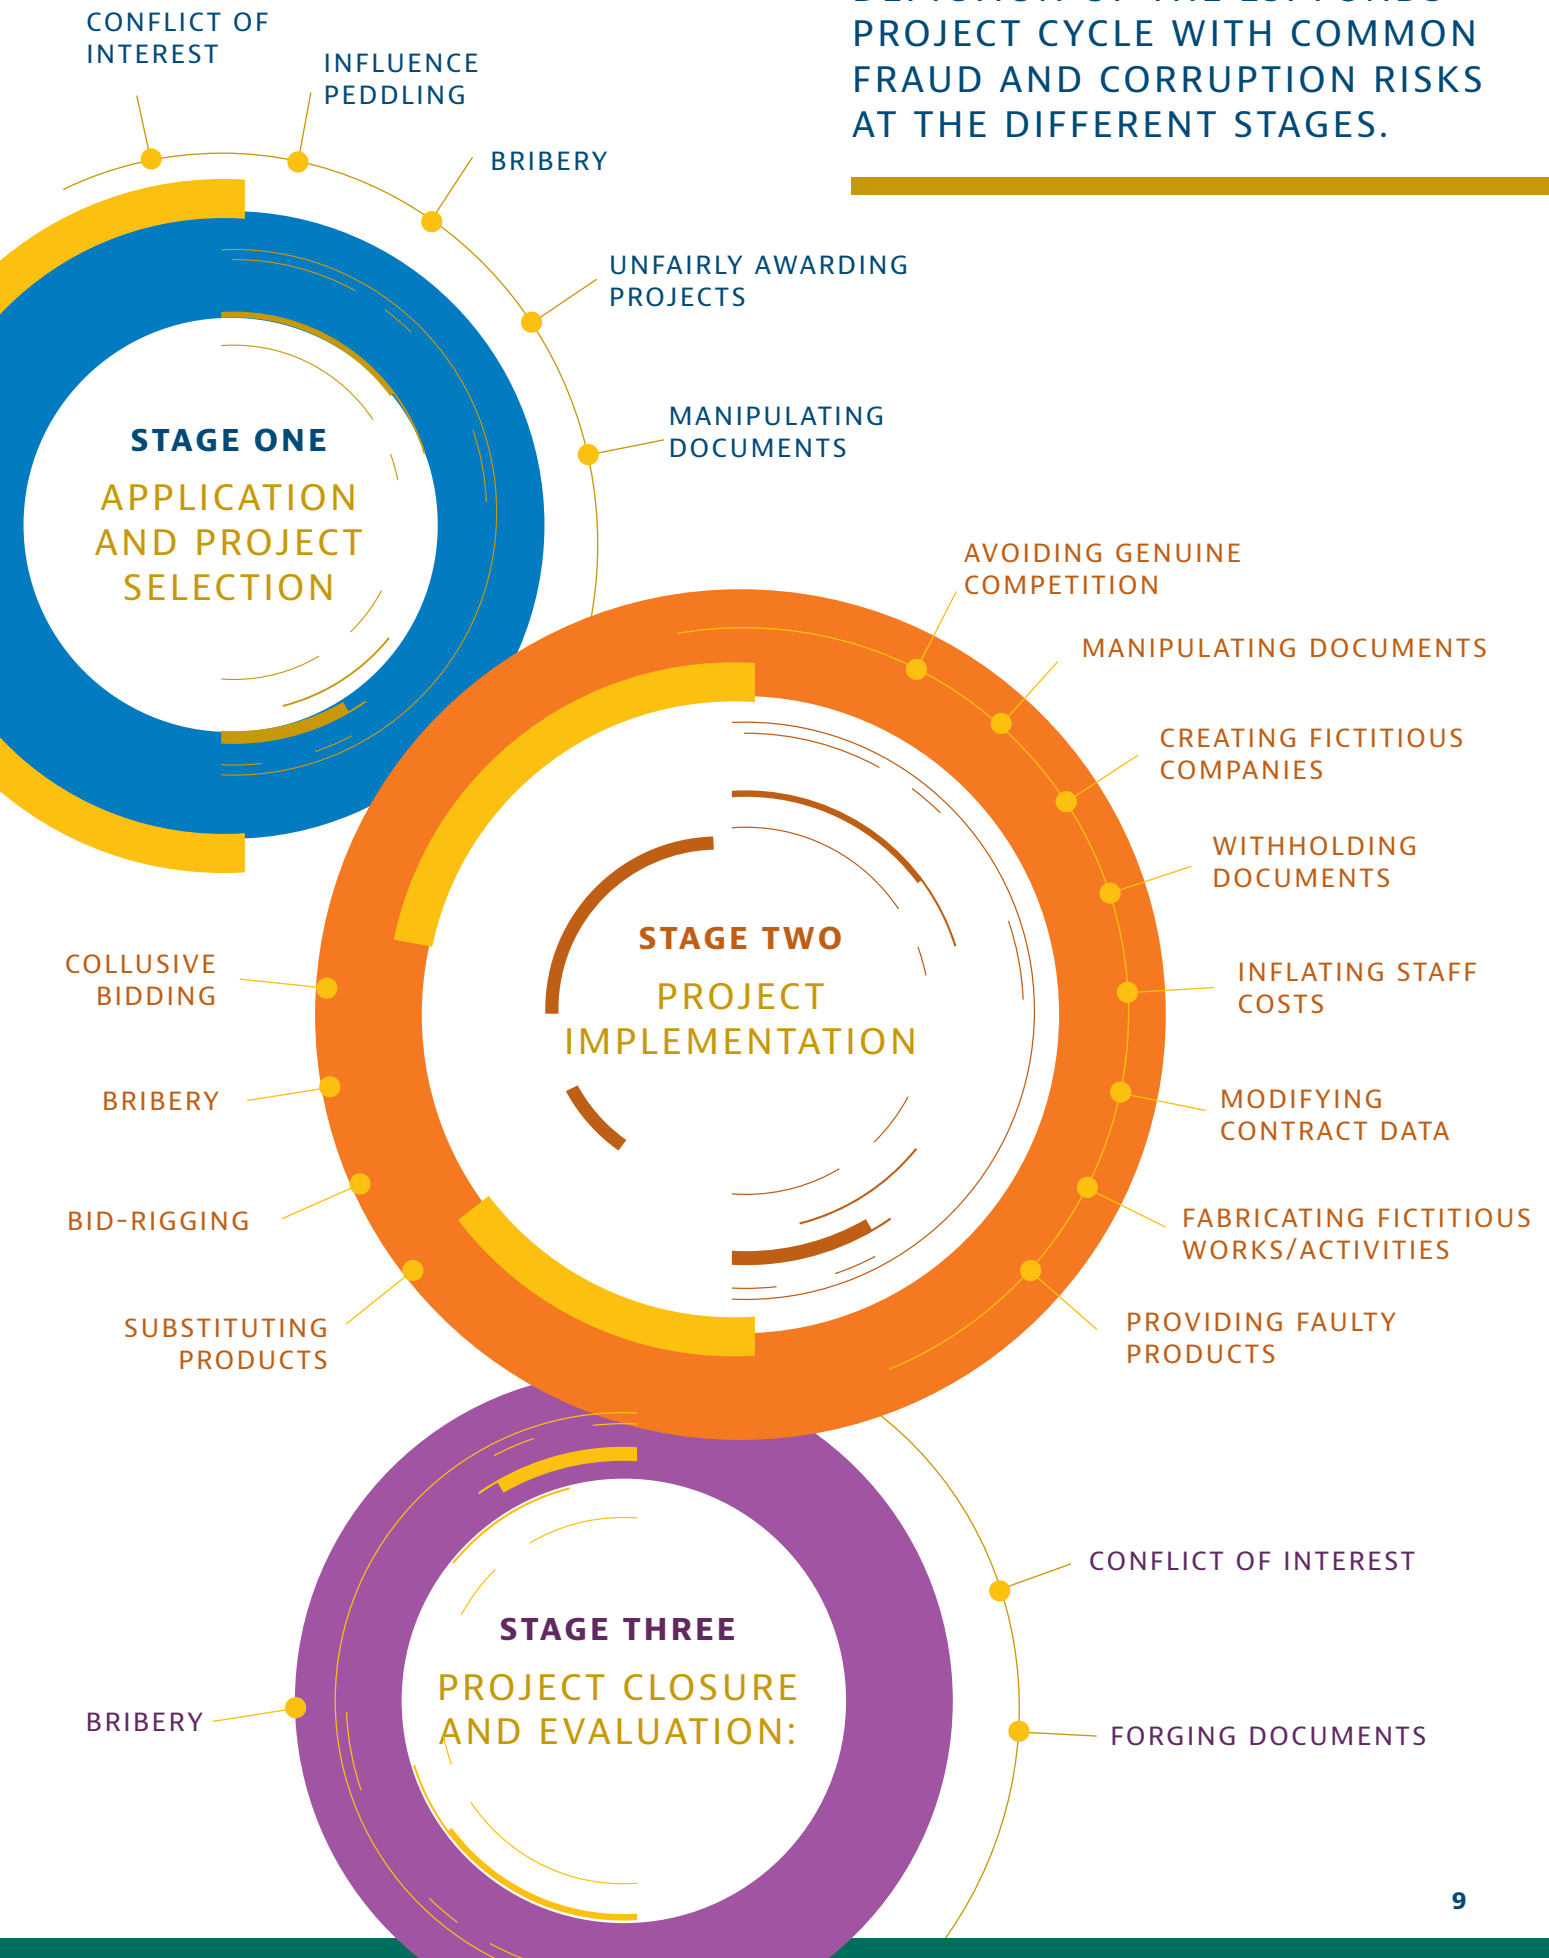 PROJECT CYCLE WITH COMMON
FRAUD AND CORRUPTION RISKS
AT THE DIFFERENT STAGES.
CONFLICT OF
INTEREST
INFLUENCE
PEDDLING
BRIBERY
UNFAIRLY AWARDING
PROJECTS
MANIPULATING
DOCUMENTS
STAGE ONE
APPLICATION
AND PROJECT
SELECTION
AVOIDING GENUINE
COMPETITION
MANIPULATING DOCUMENTS
CREATING FICTITIOUS
COMPANIES
WITHHOLDING
DOCUMENTS
INFLATING STAFF
COSTS
MODIFYING
CONTRACT DATA
FABRICATING FICTITIOUS
WORKS/ACTIVITIES
PROVIDING FAULTY
PRODUCTS
STAGE TWO
PROJECT
IMPLEMENTATION
COLLUSIVE
BIDDING
BRIBERY
BID-RIGGING
SUBSTITUTING
PRODUCTS
STAGE THREE
PROJECT CLOSURE
AND EVALUATION:
CONFLICT OF INTEREST
FORGING DOCUMENTS
BRIBERY
9